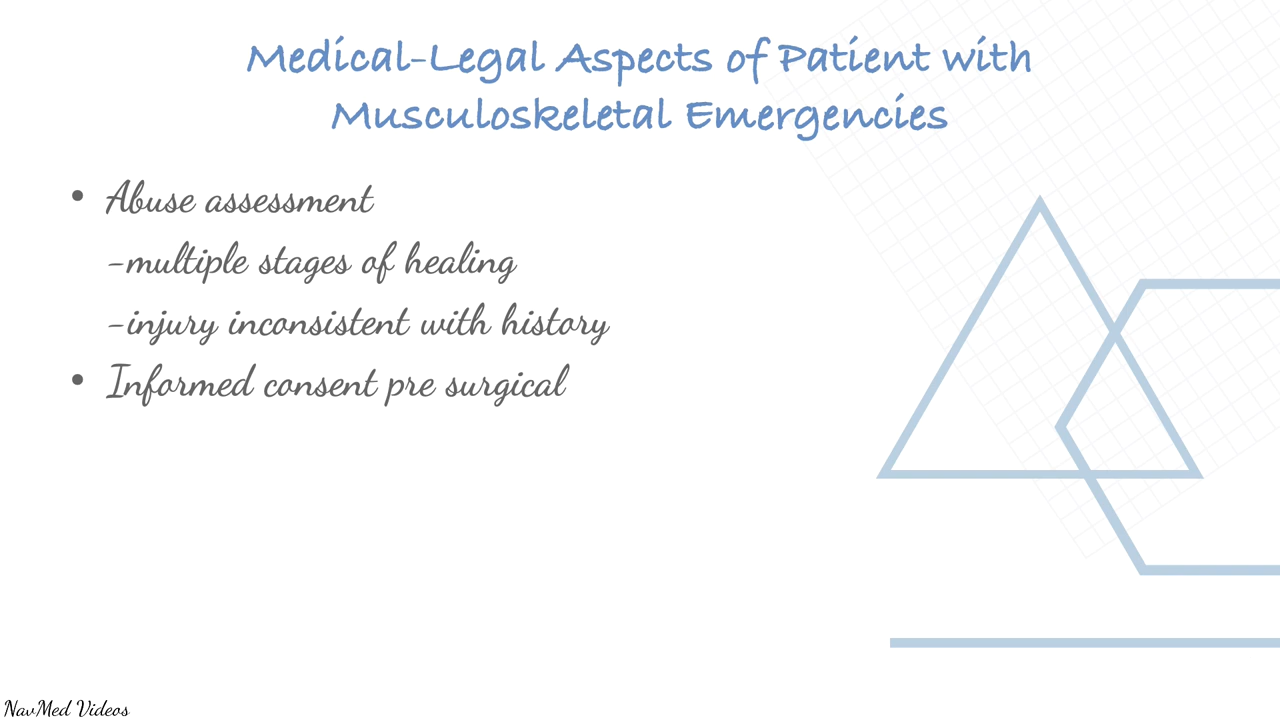 Medical-Legal Aspects of Patient with
Musculoskeletal Emergencies
• Abuse assessment
-multiple stages of healing
-injury inconsistent with history
• Informed consent pre surgical
NavMed Videos